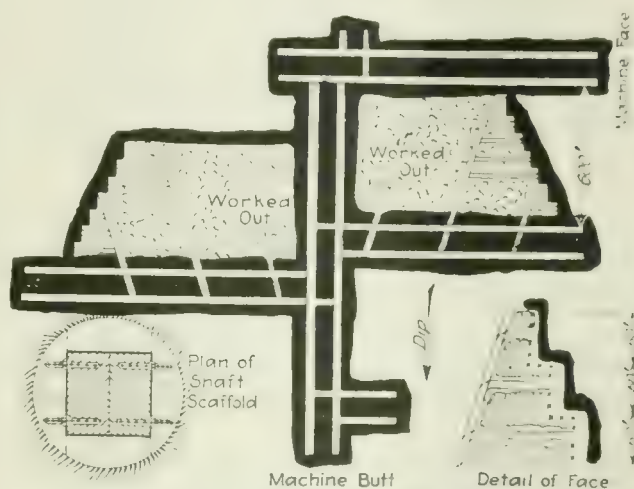 Machine Face
Worked
Out
Worked
Out
Dip
Plan of
Shaft
Scaffold
Machine Butt
Detail of Face